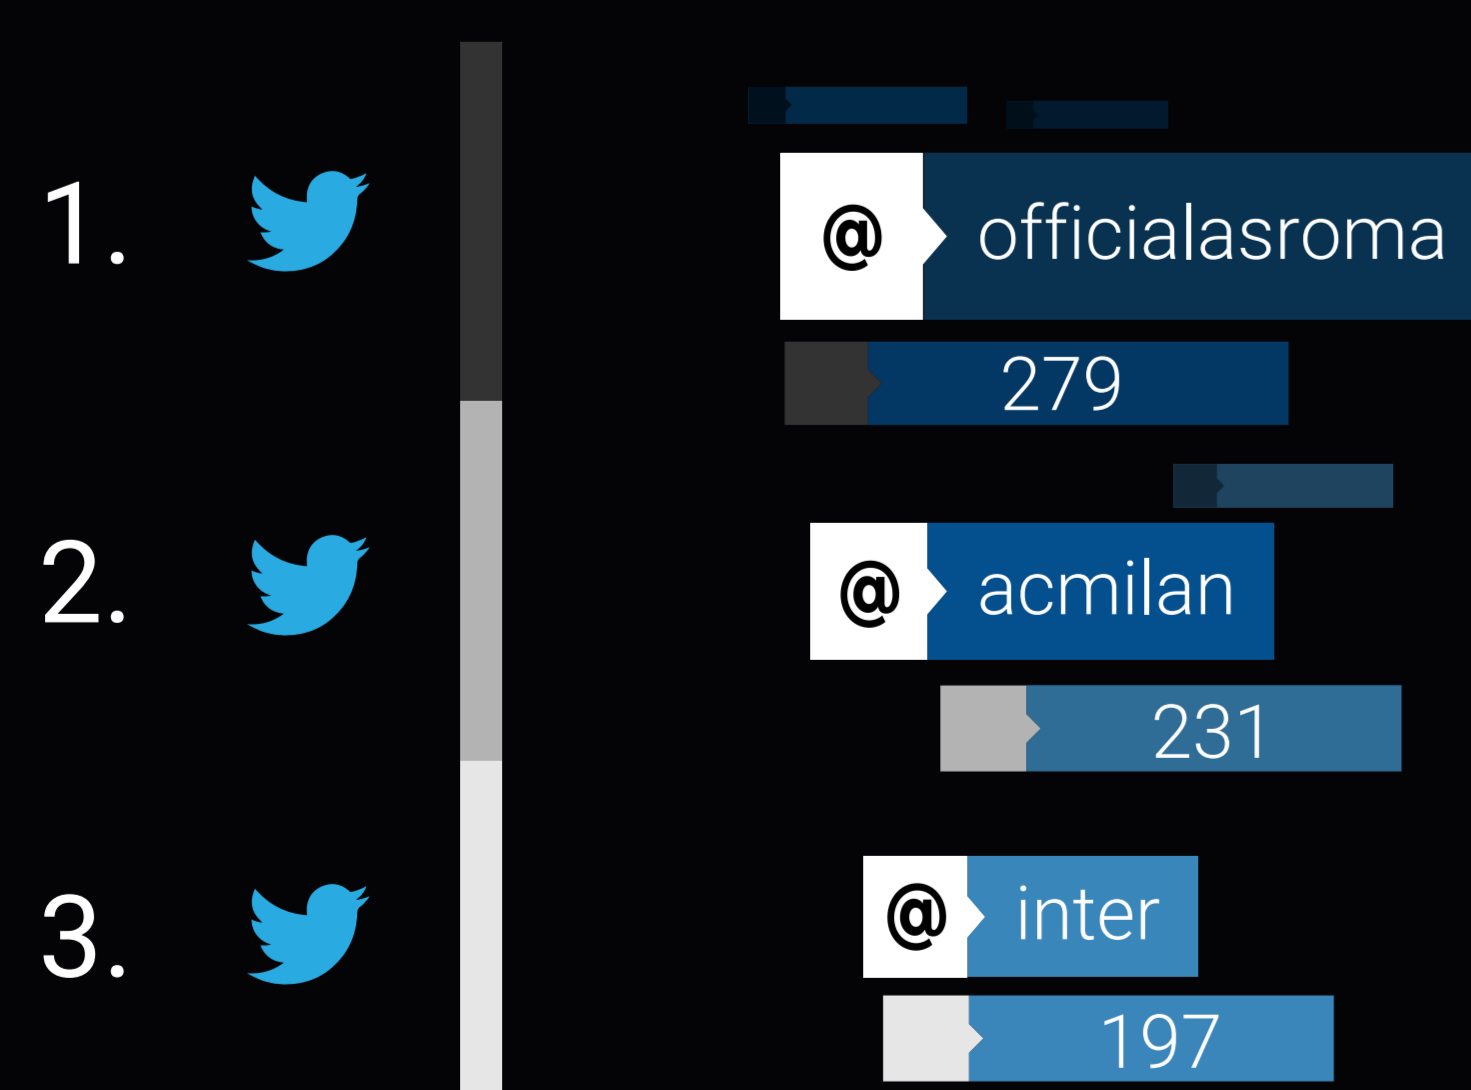 1.
@ officialasroma
279
2.
@ acmilan
231
3.
@ inter
197